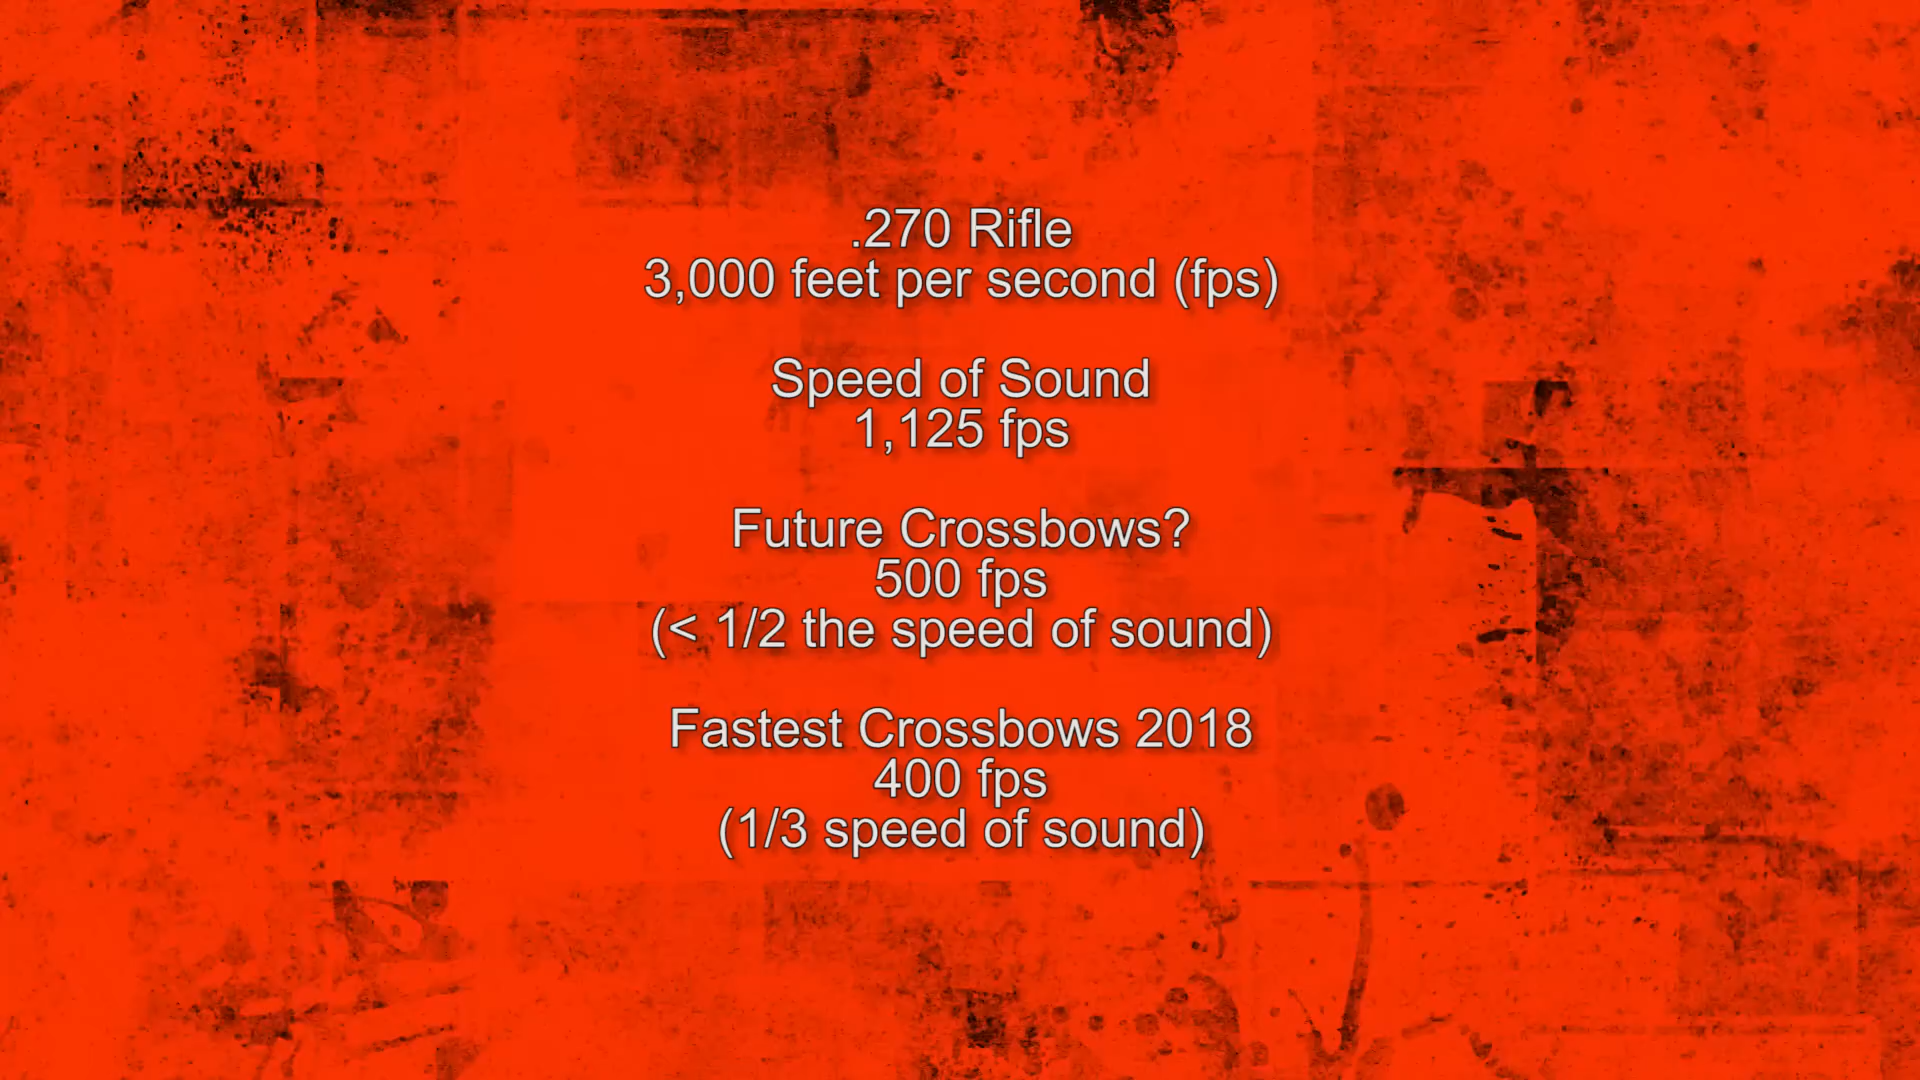 .270 Rifle
3,000 feet per second (fps)
Speed of Sound
1,125 fps
Future Crossbows?
500 fps
(< 1/2 the speed of sound)
Fastest Crossbows 2018
400 fps
(1/3 speed of sound)